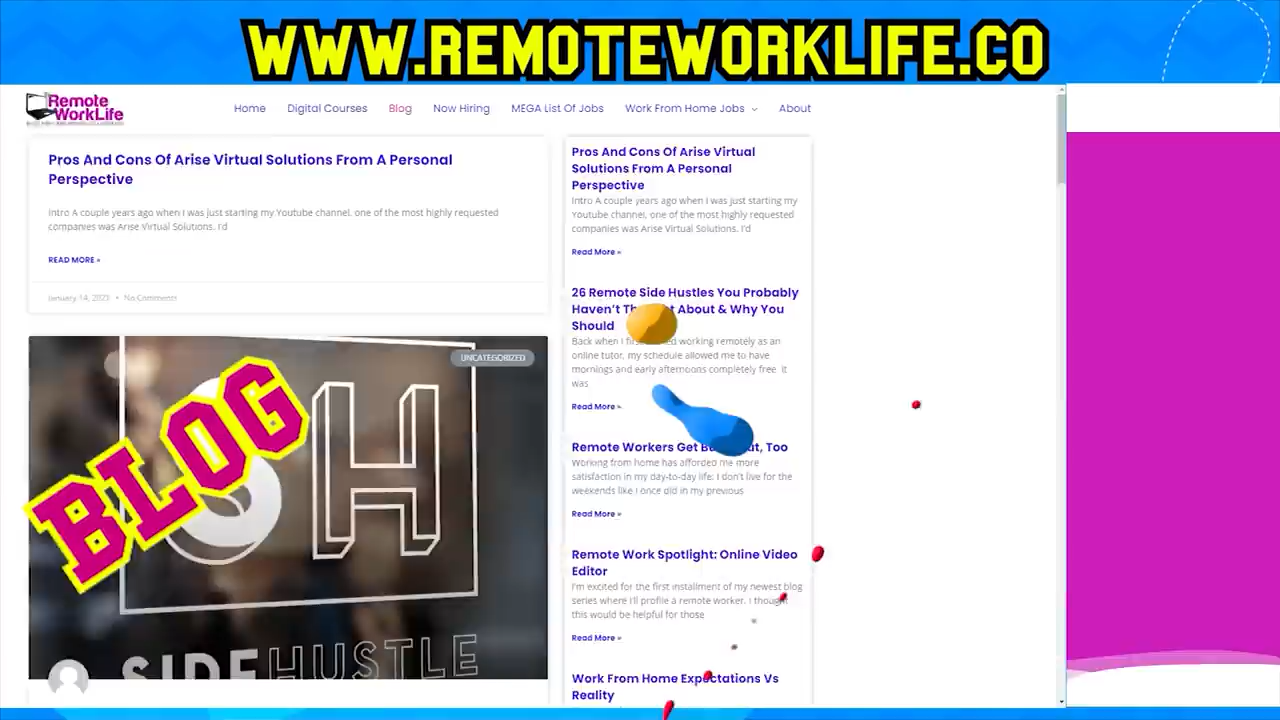 WWW.REMOTEWORKLIFE.CO
Remote
WorkLife
Home Digital Courses Blog Now Hiring MEGA List Of Jobs Work From Home Jobs About
Pros And Cons Of Arise Virtual Solutions From A Personal
Perspective
Intro A couple years ago when I was just starting my Youtube channel, one of the most highly requested
companies was Arise Virtual Solutions. I'd
READ MORE »
January 14, 2023 • No Comments
UNCATEGORIZED
BLOG
H
SIDEHUSTLE
Pros And Cons Of Arise Virtual
Solutions From A Personal
Perspective
Intro A couple years ago when I was just starting my
Youtube channel, one of the most highly requested
companies was Arise Virtual Solutions. I'd
Read More »
26 Remote Side Hustles You Probably
Haven't About & Why You
Should
Back when I working remotely as an
online tutor, my schedule allowed me to have
mornings and early afternoons completely free. It
was
Read More »
Remote Workers Get Too
Working from home has afforded me more
satisfaction in my day-to-day life; I don't live for the
weekends like I once did in my previous
Read More »
Remote Work Spotlight: Online Video
Editor
I'm excited for the first installment of my newest blog
series where I'll profile a remote worker. I thought
this would be helpful for those
Read More »
Work From Home Expectations Vs
Reality